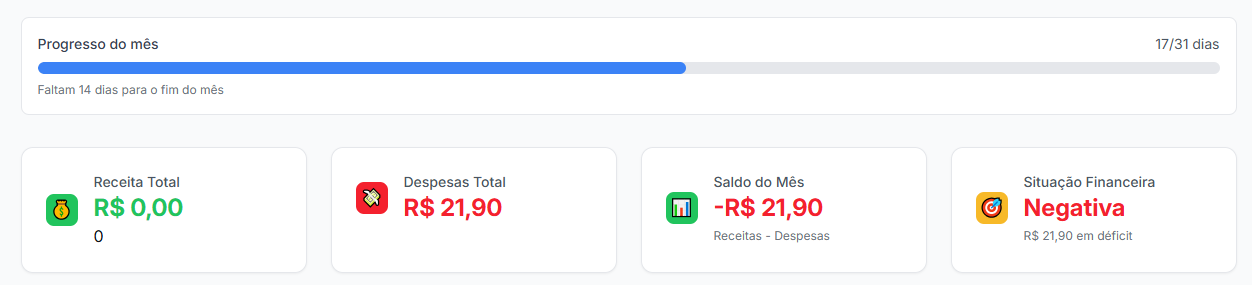 Progresso do mês
17/31 dias
Faltam 14 dias para o fim do mês
Receita Total
R$ 0,00
0
Despesas Total
R$ 21,90
Saldo do Mês
-R$ 21,90
Receitas - Despesas
Situação Financeira
Negativa
R$ 21,90 em déficit